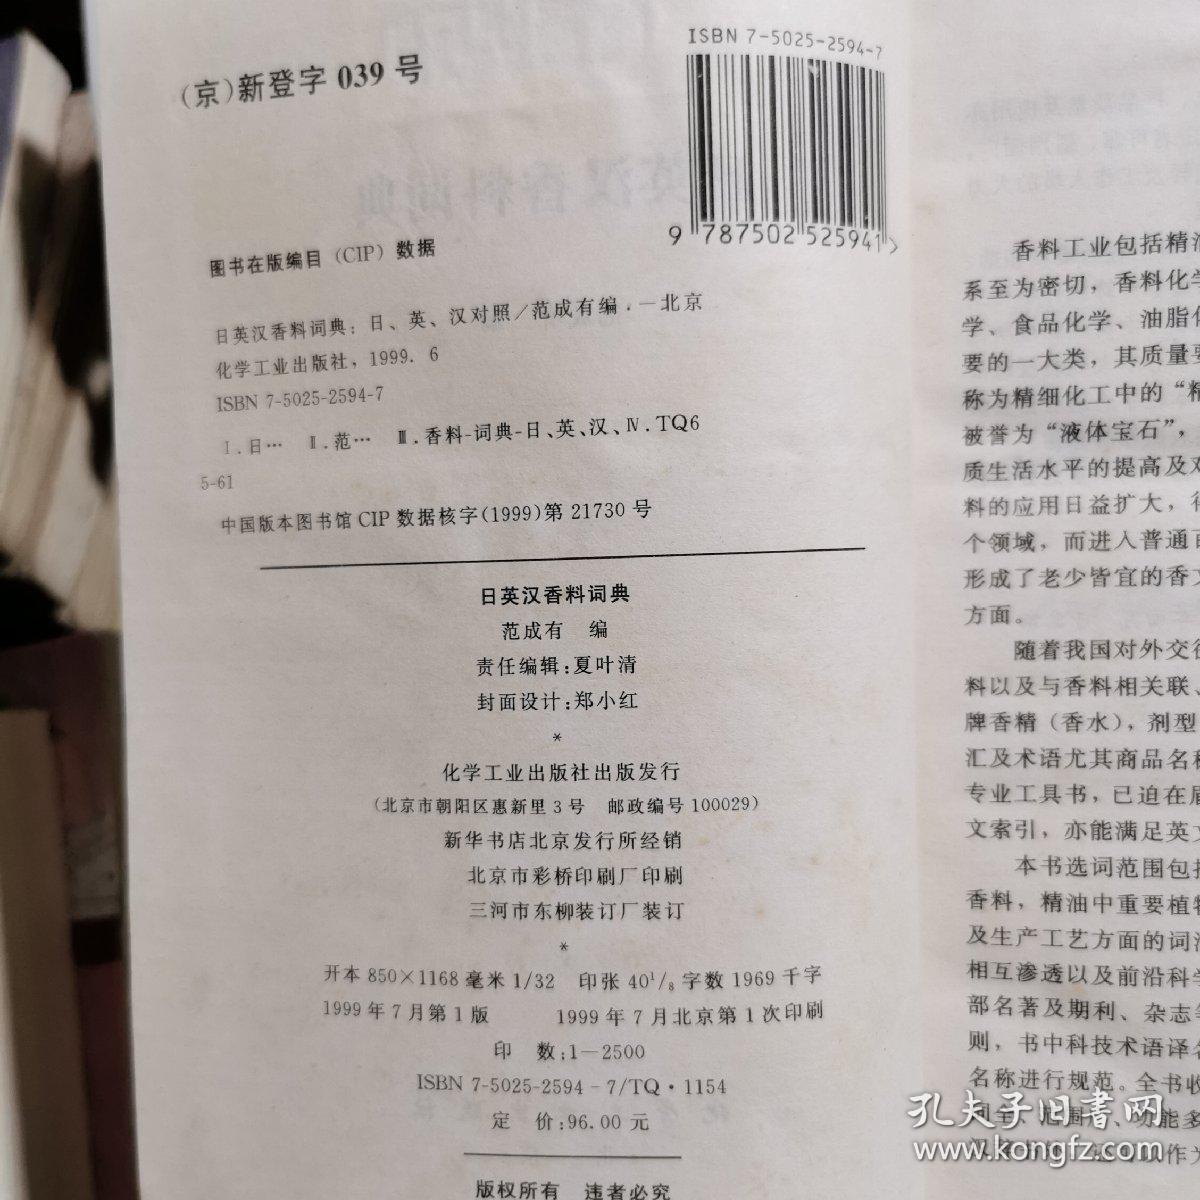 (京)新登字 039 号
ISBN 7-5025-2594-7
9 787502 525941 >
图书在版编目 (CIP) 数据
日英汉香料词典：日、英、汉对照／范成有编．—北京
化学工业出版社，1999．6
ISBN 7-5025-2594-7
Ⅰ.日… Ⅱ.范… Ⅲ.香料-词典-日、英、汉、Ⅳ.TQ6
5-61
中国版本图书馆 CIP 数据核字(1999)第 21730 号
日英汉香料词典
范成有 编
责任编辑:夏叶清
封面设计:郑小红
*
化学工业出版社出版发行
(北京市朝阳区惠新里 3 号 邮政编号 100029)
新华书店北京发行所经销
北京市彩桥印刷厂印刷
三河市东柳装订厂装订
*
开本 850×1168 毫米 1/32 印张 40¹/₈ 字数 1969 千字
1999 年 7 月第 1 版 1999 年 7 月北京第 1 次印刷
印 数:1—2500
ISBN 7-5025-2594-7/TQ·1154
定 价:96.00 元
版权所有 违者必究
香料工业包括精油
系至为密切，香料化学
学、食品化学、油脂化
要的一大类，其质量要
称为精细化工中的“精
被誉为“液体宝石”，
质生活水平的提高及对
料的应用日益扩大，往
个领域，而进入普通百
形成了老少皆宜的香文
方面。
随着我国对外交往
料以及与香料相关联、
牌香精（香水），剂型
汇及术语尤其商品名称
专业工具书，已迫在眉
文索引，亦能满足英文
本书选词范围包括
香料，精油中重要植物
及生产工艺方面的词汇
相互渗透以及前沿科学
部名著及期利、杂志等
则，书中科技术语译名
名称进行规范。全书收
孔夫子旧书网
www.kongfz.com